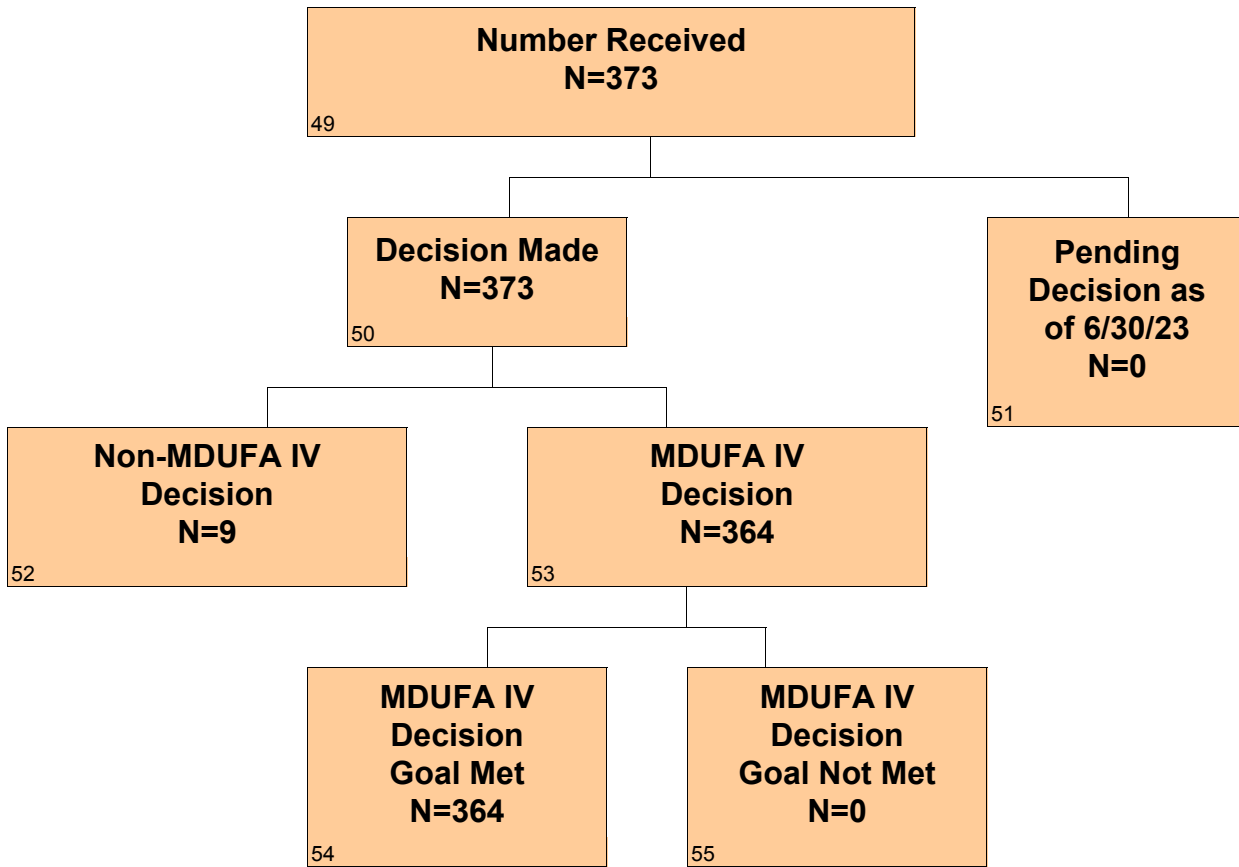 Number Received
N=373
49
Decision Made
N=373
50
Pending
Decision as
of 6/30/23
N=0
51
Non-MDUFA IV
Decision
N=9
52
MDUFA IV
Decision
N=364
53
MDUFA IV
Decision
Goal Met
N=364
54
MDUFA IV
Decision
Goal Not Met
N=0
55